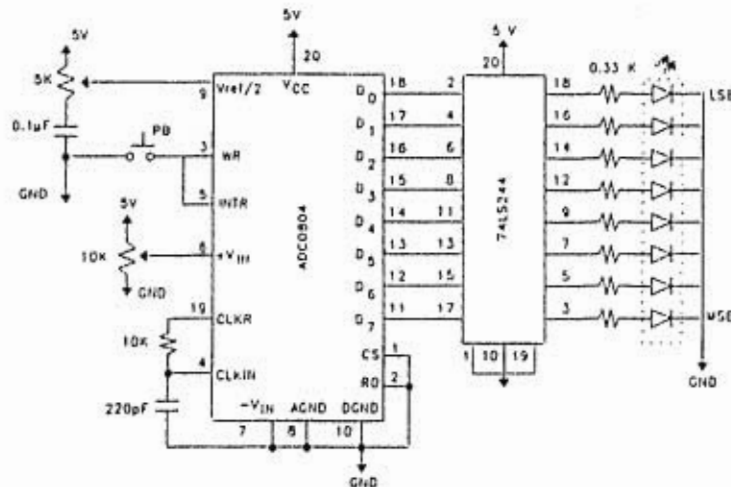 5V
5K
0.1µF
GND
PB
5V
10K
GND
10K
220pF
5V
20
VCC
9 Vref/2
3 WR
5 INTR
6 +VIN
19 CLKR
4 CLKIN
ADC0804
D0 18 2
D1 17 4
D2 16 6
D3 15 8
D4 14 11
D5 13 13
D6 12 15
D7 11 17
CS 1
RD 2
-VIN AGND DGND
7 8 10
GND
5 V
20
74LS244
1 10 19
0.33 K
18 LSB
16
14
12
9
7
5
3 MSB
GND